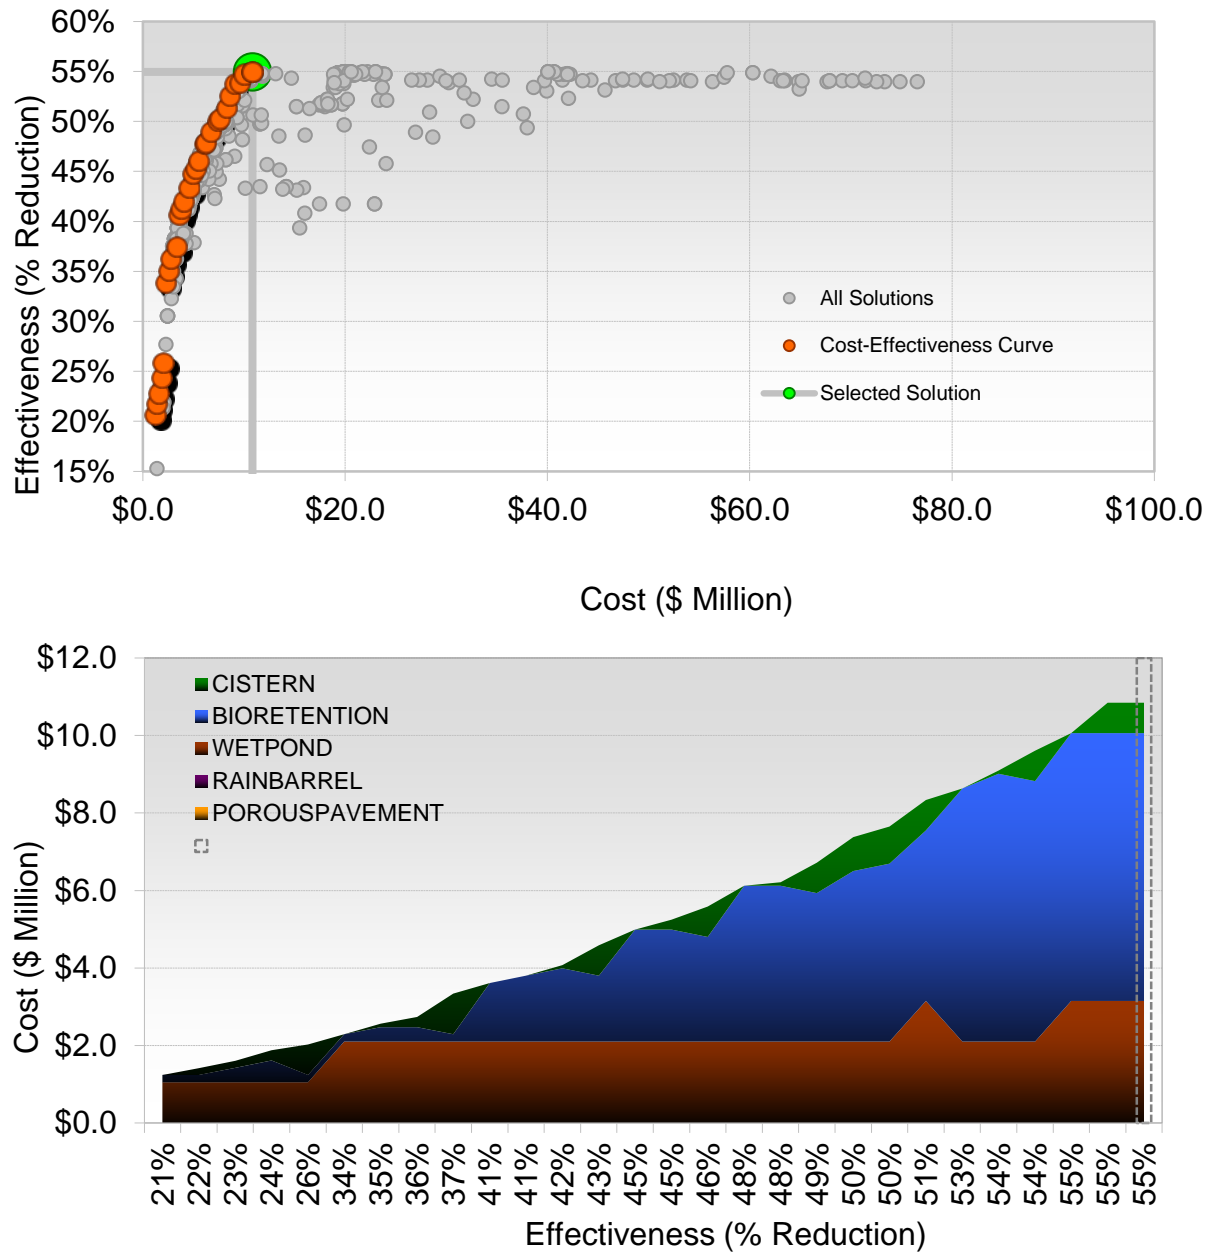 60%
55%
50%
45%
40%
35%
30%
25%
20%
15%
Effectiveness (% Reduction)
All Solutions
Cost-Effectiveness Curve
Selected Solution
$0.0 $20.0 $40.0 $60.0 $80.0 $100.0
Cost ($ Million)
$12.0
$10.0
$8.0
$6.0
$4.0
$2.0
$0.0
Cost ($ Million)
CISTERN
BIORETENTION
WETPOND
RAINBARREL
POROUSPAVEMENT
21% 22% 23% 24% 26% 34% 35% 36% 37% 41% 41% 42% 43% 45% 45% 46% 48% 48% 49% 50% 50% 51% 53% 54% 54% 55% 55% 55%
Effectiveness (% Reduction)